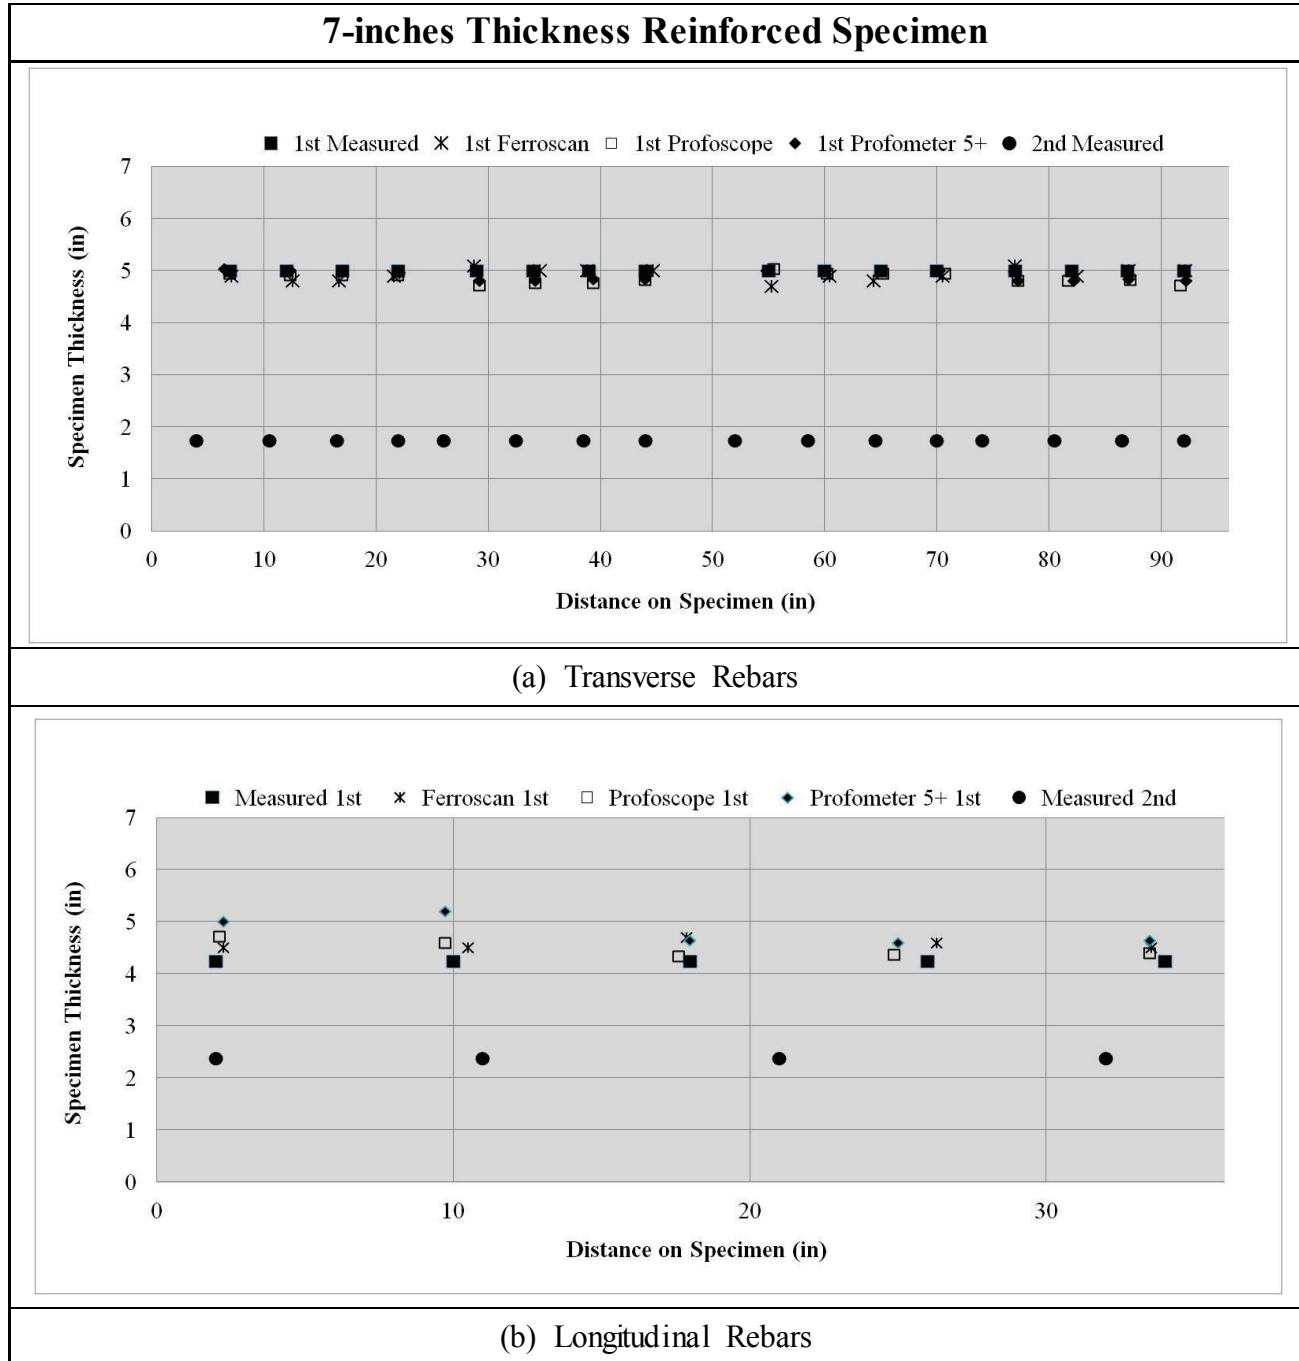 7-inches Thickness Reinforced Specimen
1st Measured 1st Ferroscan 1st Profoscope 1st Profometer 5+ 2nd Measured
7
6
5
4
3
2
1
0
Specimen Thickness (in)
0 10 20 30 40 50 60 70 80 90
Distance on Specimen (in)
(a) Transverse Rebars
Measured 1st Ferroscan 1st Profoscope 1st Profometer 5+ 1st Measured 2nd
7
6
5
4
3
2
1
0
Specimen Thickness (in)
0 10 20 30
Distance on Specimen (in)
(b) Longitudinal Rebars